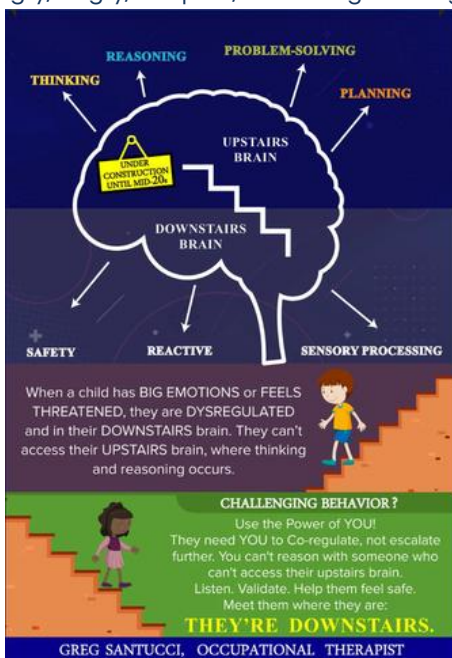 REASONING
PROBLEM-SOLVING
THINKING
PLANNING
UNDER
CONSTRUCTION
UNTIL MID-20s
UPSTAIRS
BRAIN
DOWNSTAIRS
BRAIN
SAFETY
REACTIVE
SENSORY PROCESSING
When a child has BIG EMOTIONS or FEELS
THREATENED, they are DYSREGULATED
and in their DOWNSTAIRS brain. They can't
access their UPSTAIRS brain, where thinking
and reasoning occurs.
CHALLENGING BEHAVIOR?
Use the Power of YOU!
They need YOU to Co-regulate, not escalate
further. You can't reason with someone who
can't access their upstairs brain.
Listen. Validate. Help them feel safe.
Meet them where they are:
THEY'RE DOWNSTAIRS.
GREG SANTUCCI, OCCUPATIONAL THERAPIST